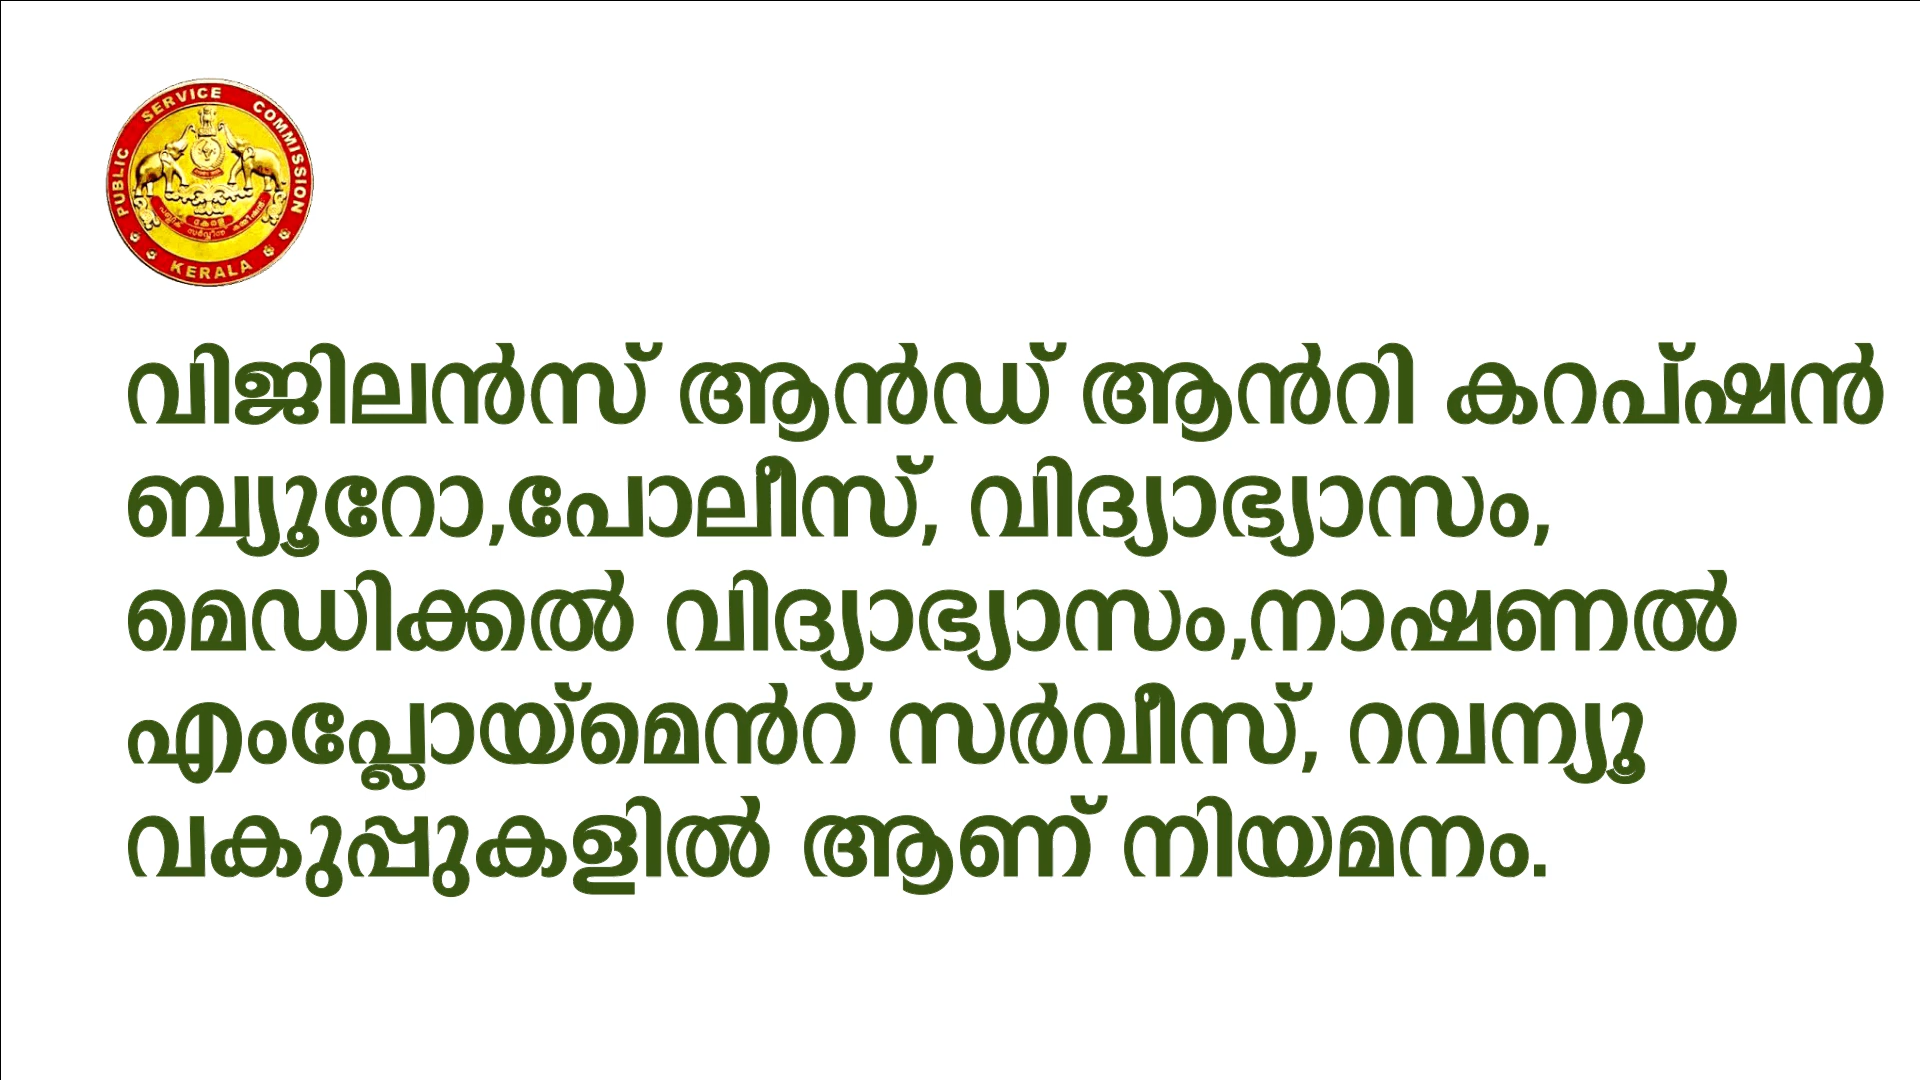 PUBLIC SERVICE COMMISSION
KERALA
വിജിലൻസ് ആൻഡ് ആൻറി കറപ്ഷൻ
ബ്യൂറോ,പോലീസ്, വിദ്യാഭ്യാസം,
മെഡിക്കൽ വിദ്യാഭ്യാസം,നാഷണൽ
എംപ്ലോയ്മെൻറ് സർവീസ്, റവന്യൂ
വകുപ്പുകളിൽ ആണ് നിയമനം.